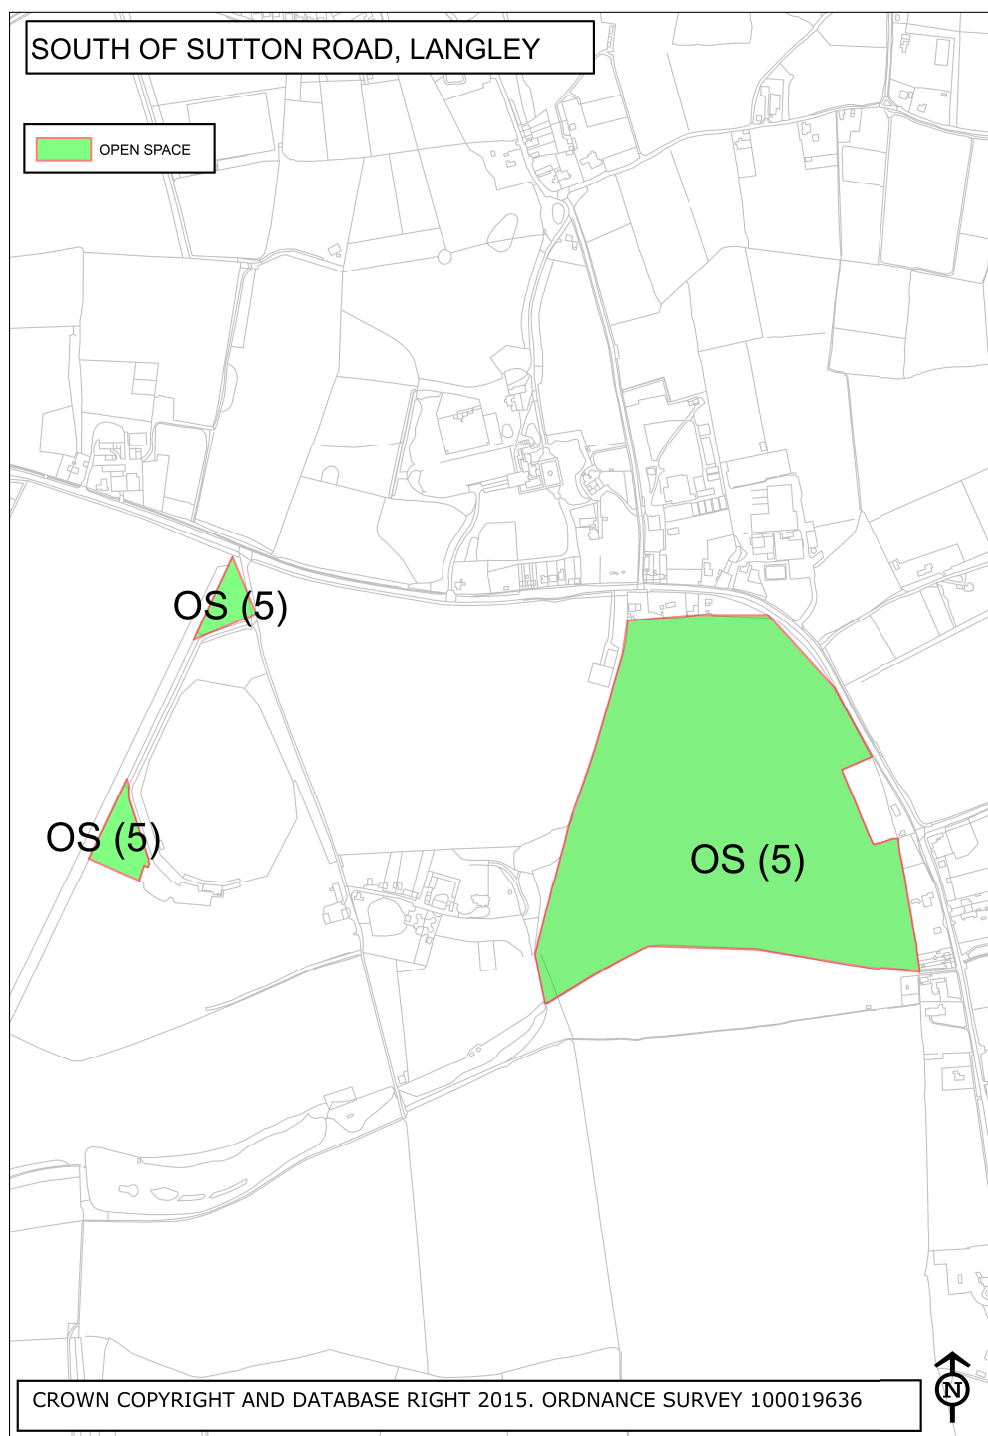 SOUTH OF SUTTON ROAD, LANGLEY
OPEN SPACE
OS (5)
OS (5)
OS (5)
N
CROWN COPYRIGHT AND DATABASE RIGHT 2015. ORDNANCE SURVEY 100019636